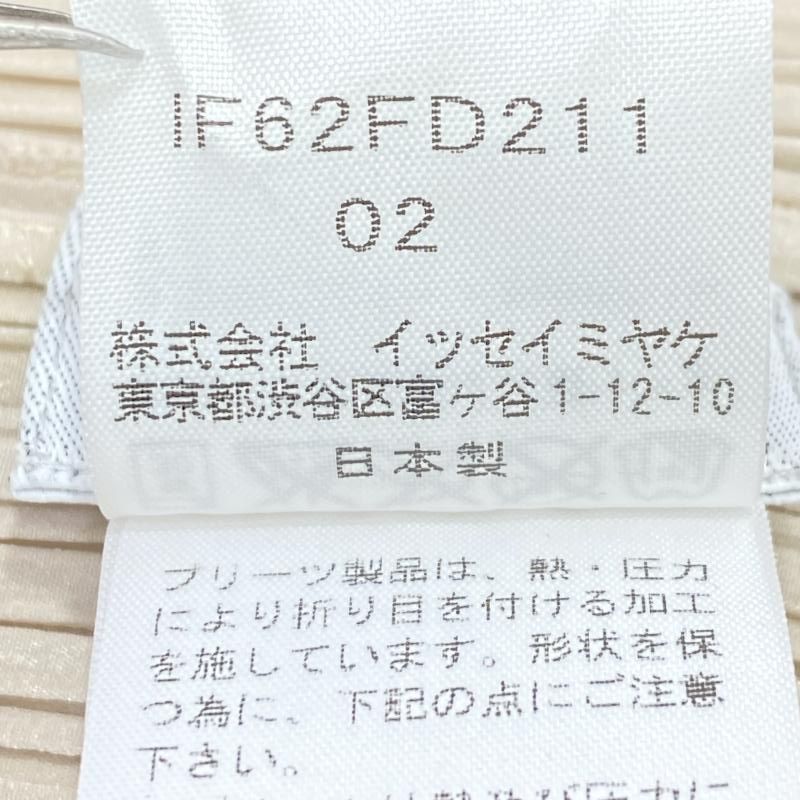 IF62FD211
02
株式会社 イッセイミヤケ
東京都渋谷区富ヶ谷1-12-10
日本製
プリーツ製品は、熱・圧力
により折り目を付ける加工
を施しています。形状を保
つ為に、下記の点にご注意
下さい。